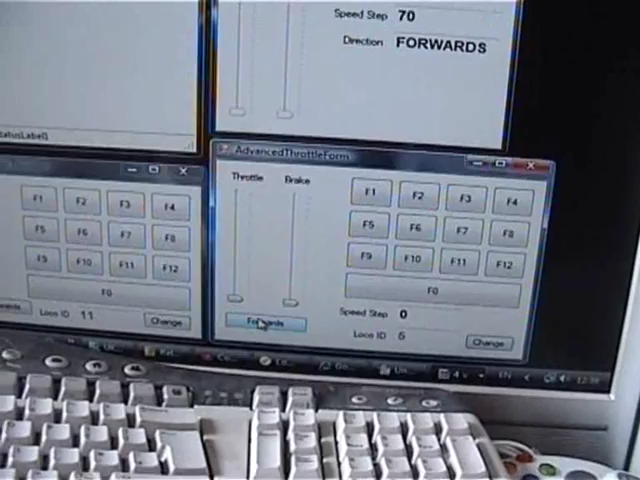 Speed Step 70
Direction FORWARDS
AdvancedThrottleForm
Throttle Brake
F1 F2 F3 F4
F5 F6 F7 F8
F9 F10 F11 F12
F0
Loco ID 11
Change
F1 F2 F3 F4
F5 F6 F7 F8
F9 F10 F11 F12
F0
Forwards
Speed Step 0
Loco ID 6
Change
EN